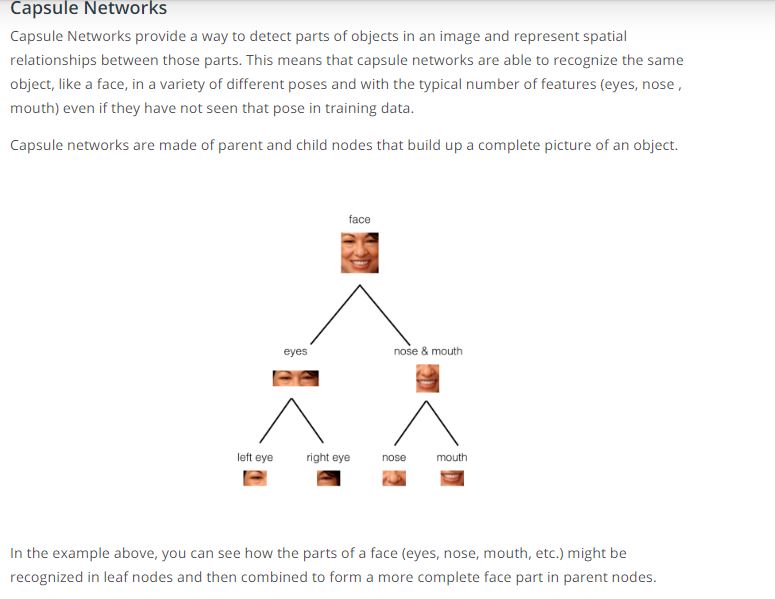 Capsule Networks
Capsule Networks provide a way to detect parts of objects in an image and represent spatial
relationships between those parts. This means that capsule networks are able to recognize the same
object, like a face, in a variety of different poses and with the typical number of features (eyes, nose ,
mouth) even if they have not seen that pose in training data.
Capsule networks are made of parent and child nodes that build up a complete picture of an object.
face
eyes
nose & mouth
left eye
right eye
nose
mouth
In the example above, you can see how the parts of a face (eyes, nose, mouth, etc.) might be
recognized in leaf nodes and then combined to form a more complete face part in parent nodes.